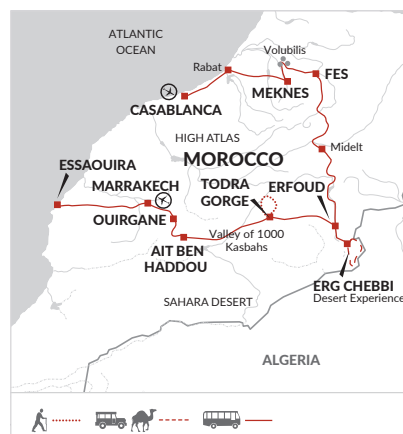 ATLANTIC
OCEAN
Volubilis
Rabat
FES
MEKNES
CASABLANCA
HIGH ATLAS
Midelt
MOROCCO
ESSAOUIRA
MARRAKECH
TODRA
GORGE
ERFOUD
OUIRGANE
Valley of 1000
Kasbahs
AIT BEN
HADDOU
ERG CHEBBI
Desert Experience
SAHARA DESERT
ALGERIA